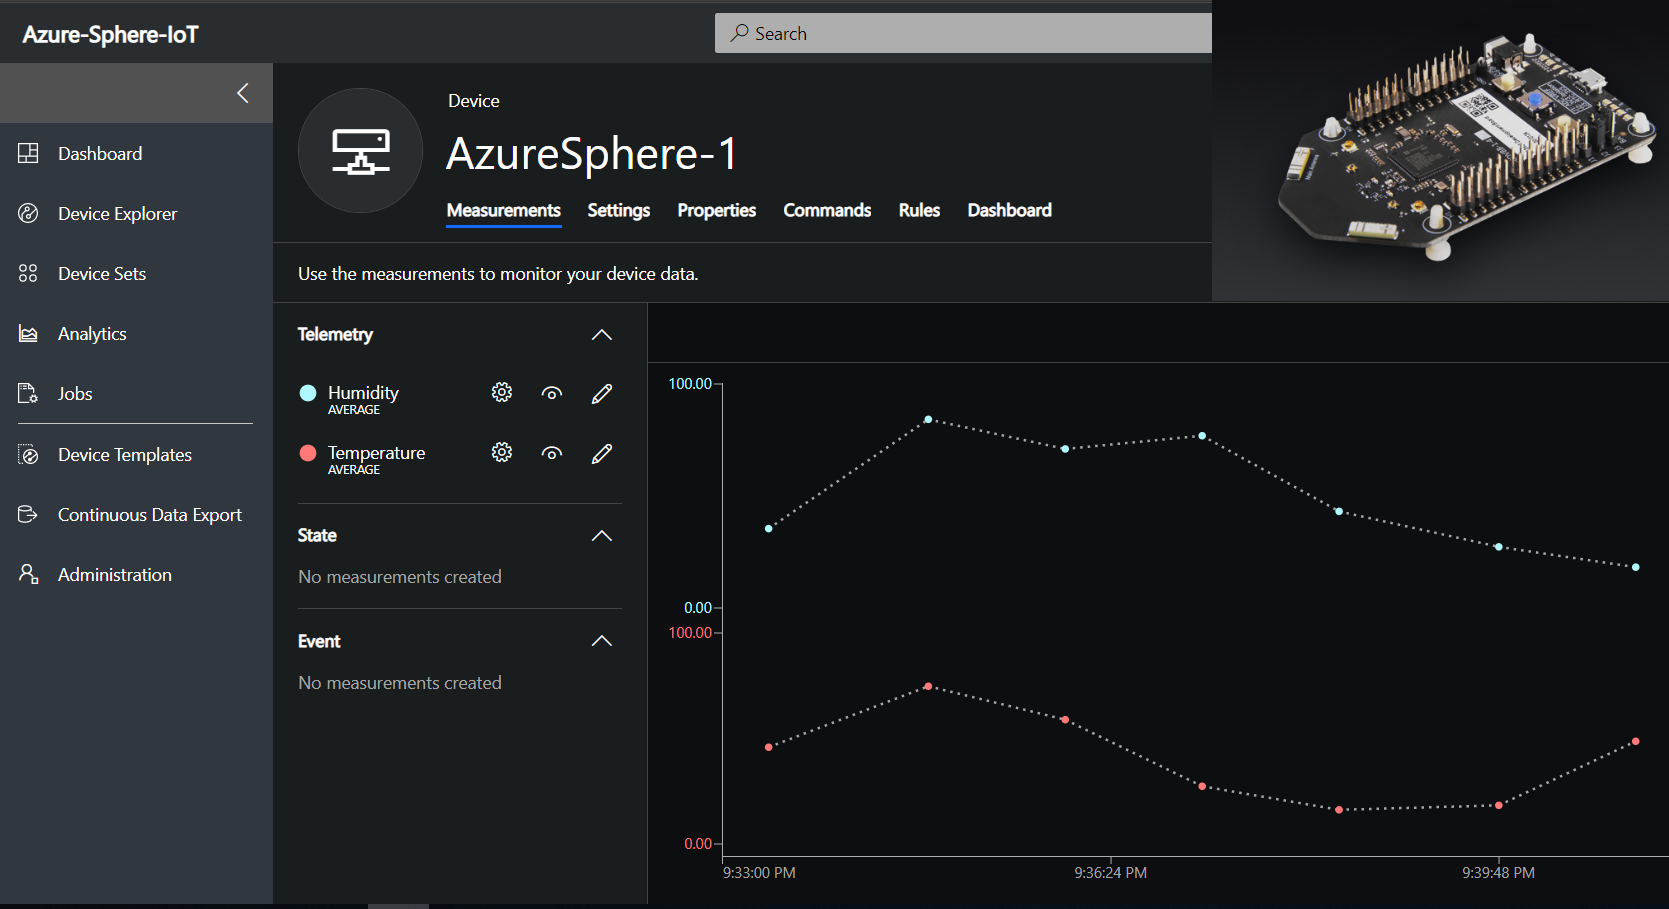 Azure-Sphere-IoT
Search
Device
AzureSphere-1
Measurements Settings Properties Commands Rules Dashboard
Use the measurements to monitor your device data.
Dashboard
Device Explorer
Device Sets
Analytics
Jobs
Device Templates
Continuous Data Export
Administration
Telemetry
Humidity
AVERAGE
Temperature
AVERAGE
State
No measurements created
Event
No measurements created
100.00
0.00
100.00
0.00
9:33:00 PM 9:36:24 PM 9:39:48 PM